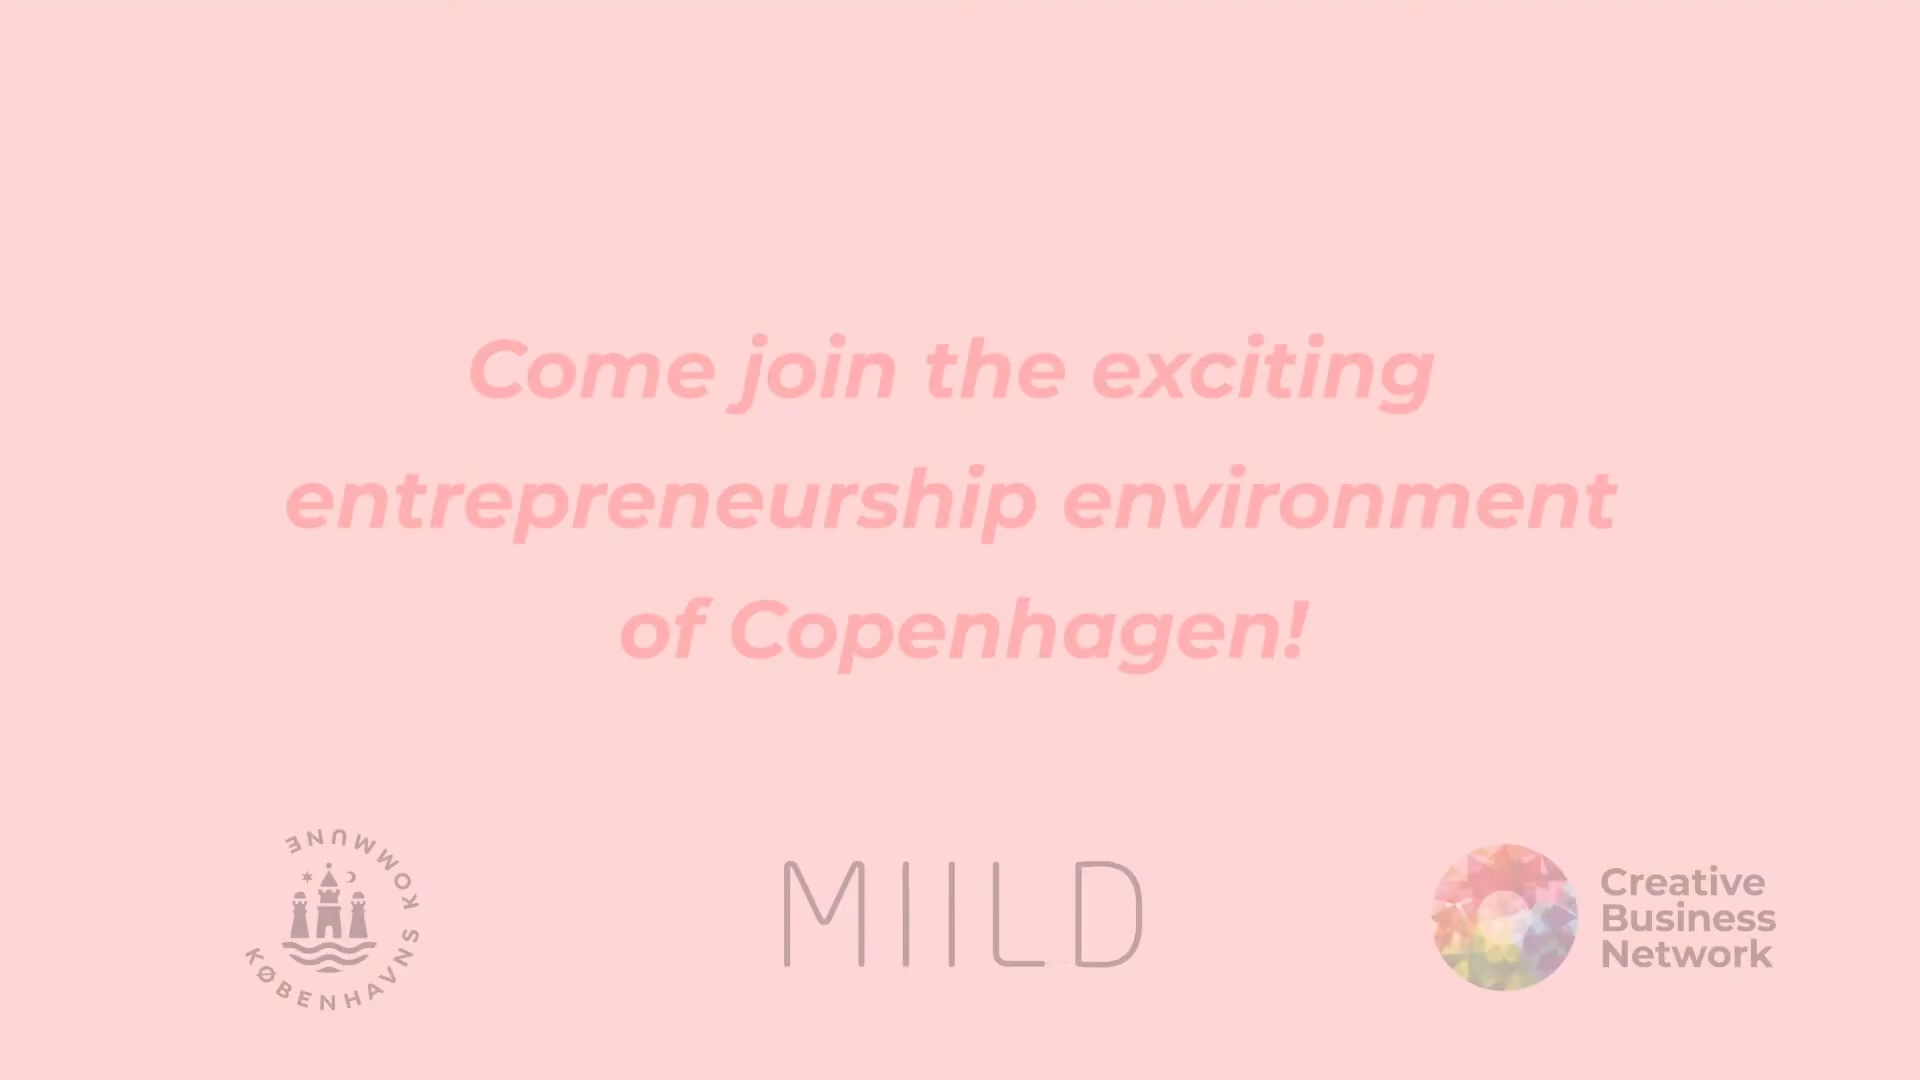 Come join the exciting
entrepreneurship environment
of Copenhagen!
KØBENHAVNS KOMMUNE
MIILD
Creative
Business
Network